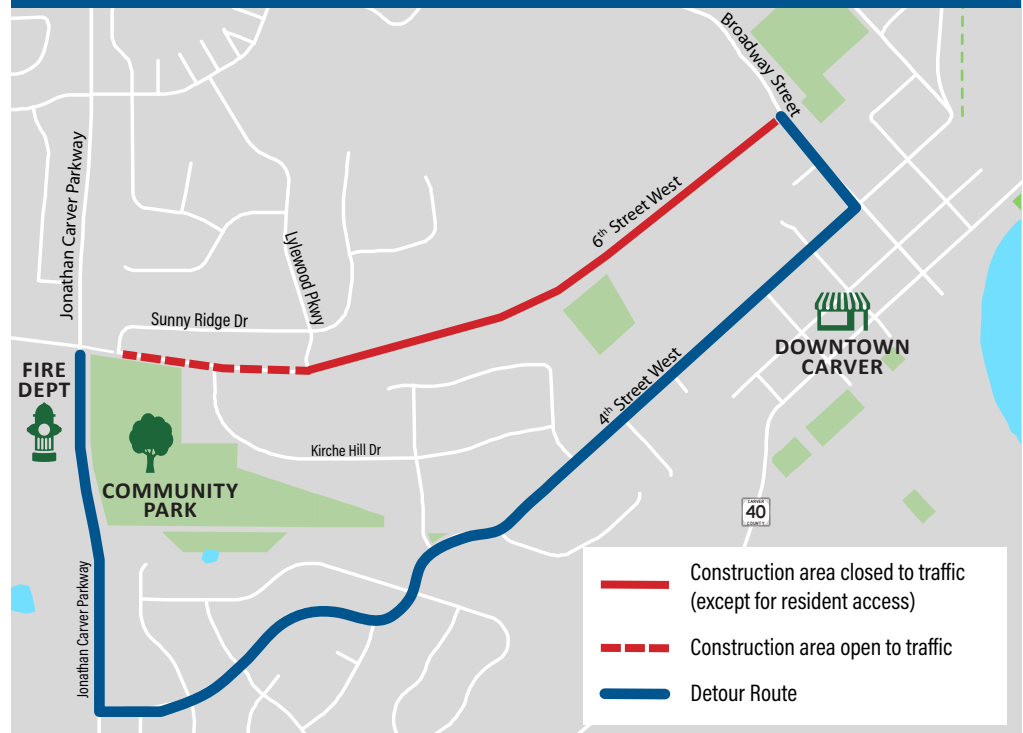 Broadway Street
Jonathan Carver Parkway
6th Street West
Lylewood Pkwy
Sunny Ridge Dr
DOWNTOWN
CARVER
FIRE
DEPT
4th Street West
Kirche Hill Dr
COMMUNITY
PARK
CARVER
40
COUNTY
Jonathan Carver Parkway
Construction area closed to traffic
(except for resident access)
Construction area open to traffic
Detour Route